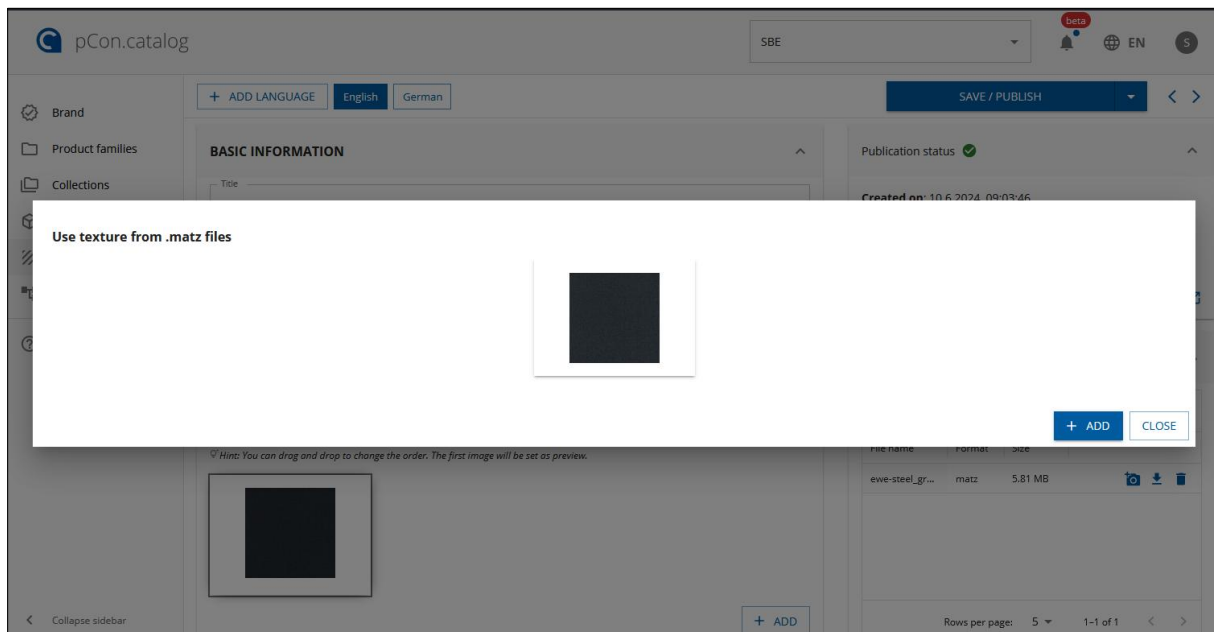 pCon.catalog
SBE
beta
EN
S
Brand
Product families
Collections
+ ADD LANGUAGE
English
German
SAVE / PUBLISH
BASIC INFORMATION
Title
Publication status
Created on: 10.6.2024, 09:03:46
Use texture from .matz files
+ ADD
CLOSE
Hint: You can drag and drop to change the order. The first image will be set as preview.
File name
Format
Size
ewe-steel_gr...
matz
5.81 MB
+ ADD
Rows per page: 5
1–1 of 1
Collapse sidebar